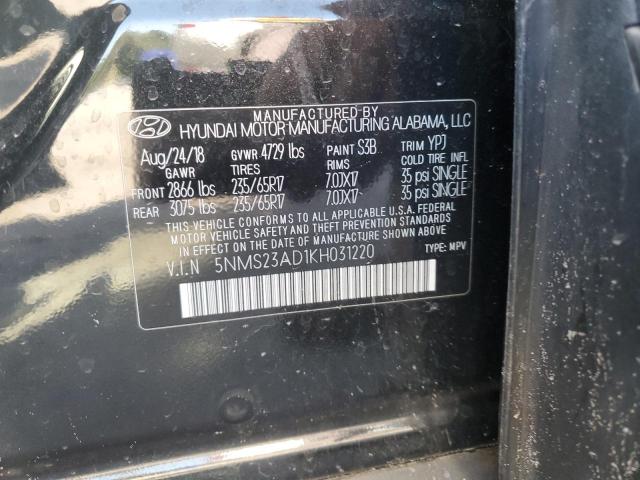 MANUFACTURED BY
HYUNDAI MOTOR MANUFACTURING ALABAMA, LLC
Aug/24/18 GVWR 4729 lbs PAINT S3B TRIM YPJ
GAWR TIRES RIMS COLD TIRE INFL
FRONT 2866 lbs 235/65R17 7.0JX17 35 psi SINGLE
REAR 3075 lbs 235/65R17 7.0JX17 35 psi SINGLE
THIS VEHICLE CONFORMS TO ALL APPLICABLE U.S.A. FEDERAL
MOTOR VEHICLE SAFETY AND THEFT PREVENTION STANDARDS
IN EFFECT ON THE DATE OF MANUFACTURE SHOWN ABOVE.
V.I.N 5NMS23AD1KH031220 TYPE: MPV